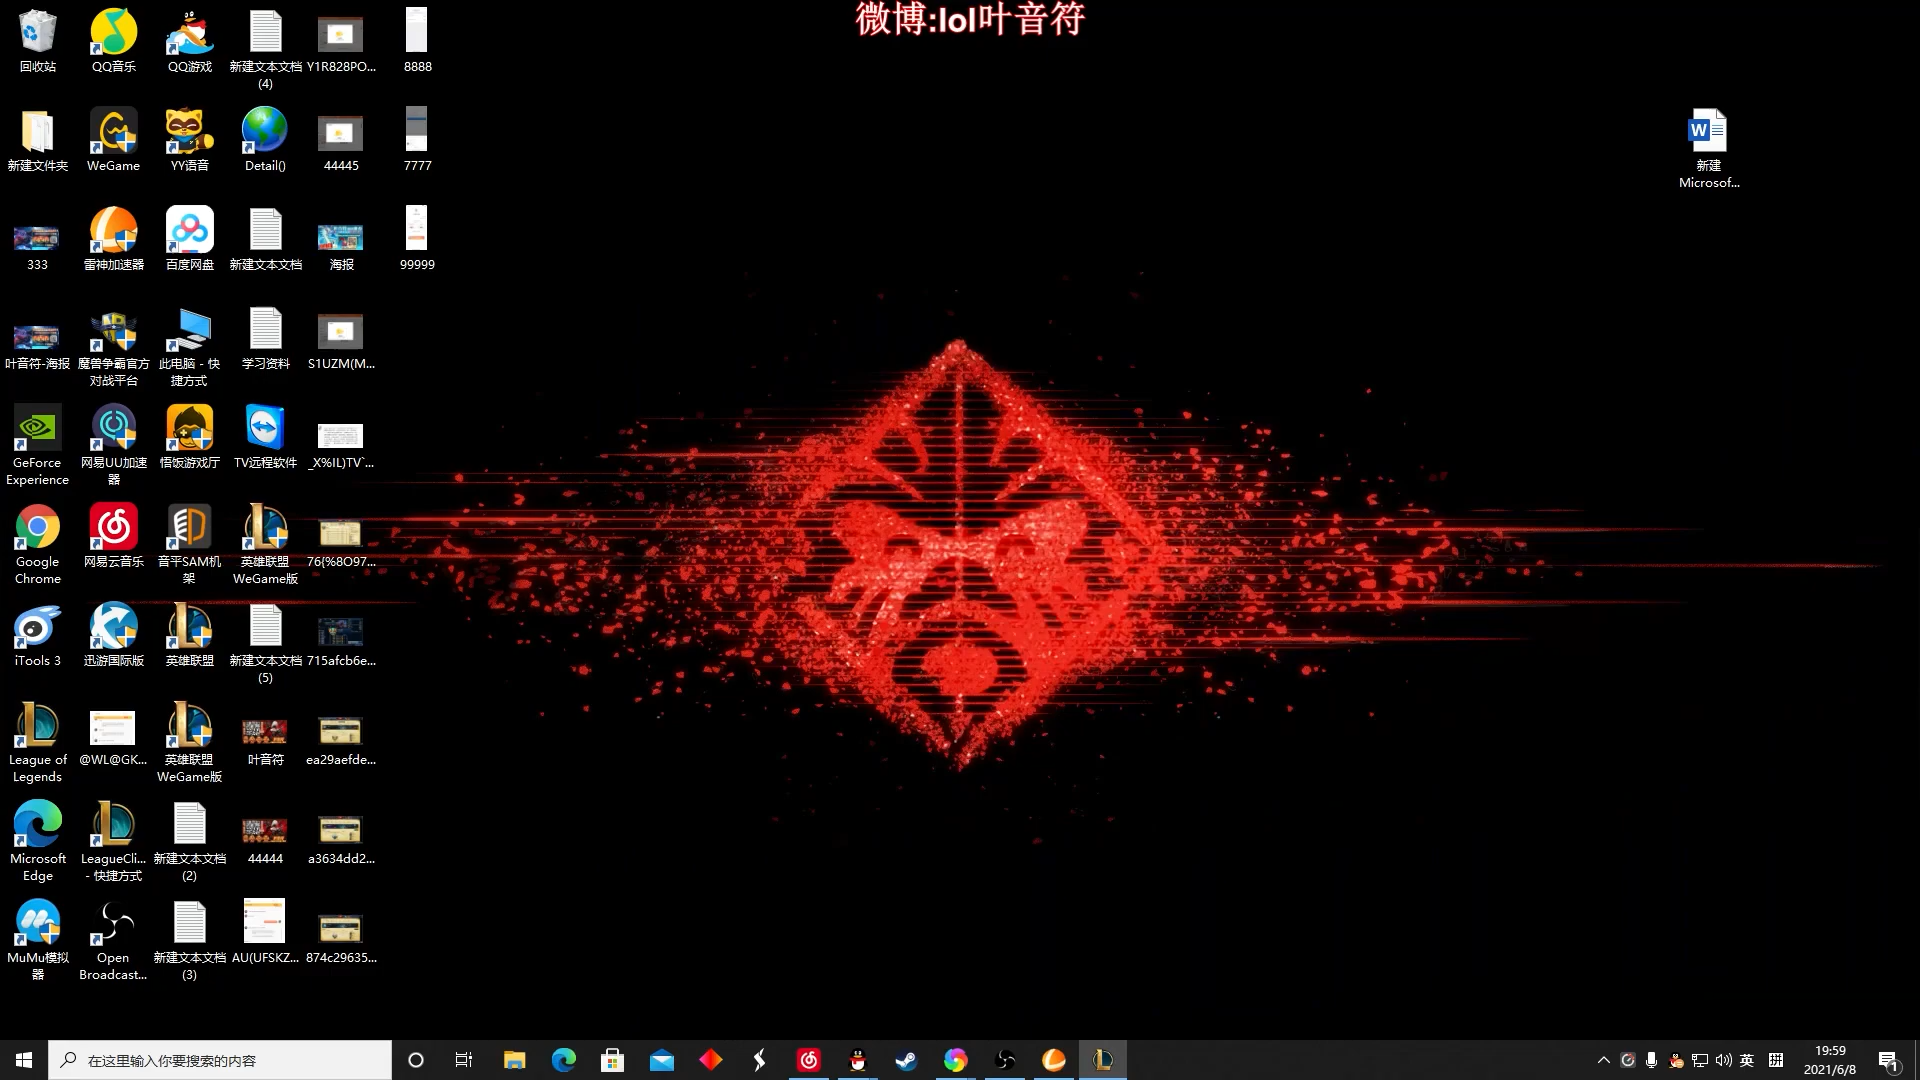 微博:lol叶音符
回收站
QQ音乐
QQ游戏
新建文本文档
(4)
Y1R828PO...
8888
新建文件夹
WeGame
YY语音
Detail()
44445
7777
新建
Microsof...
333
雷神加速器
百度网盘
新建文本文档
海报
99999
叶音符-海报
魔兽争霸官方
对战平台
此电脑 - 快
捷方式
学习资料
S1UZM(M...
GeForce
Experience
网易UU加速
器
悟饭游戏厅
TV远程软件
_X%IL)TV`...
Google
Chrome
网易云音乐
音平SAM机
架
英雄联盟
WeGame版
76{%8O97...
iTools 3
迅游国际版
英雄联盟
新建文本文档
(5)
715afcb6e...
League of
Legends
@WL@GK...
英雄联盟
WeGame版
叶音符
ea29aefde...
Microsoft
Edge
LeagueCli...
- 快捷方式
新建文本文档
(2)
44444
a3634dd2...
MuMu模拟
器
Open
Broadcast...
新建文本文档
(3)
AU(UFSKZ...
874c29635...
在这里输入你要搜索的内容
英
拼
19:59
2021/6/8
1